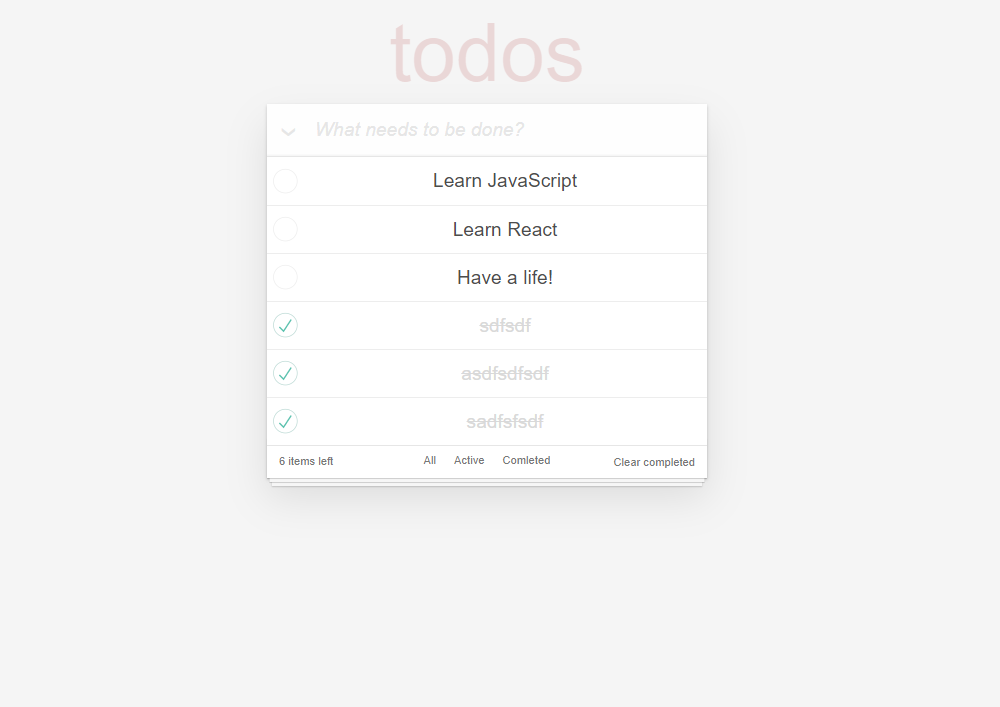 todos
What needs to be done?
Learn JavaScript
Learn React
Have a life!
sdfsdf
asdfsdfsdf
sadfsfsdf
6 items left All Active Comleted Clear completed